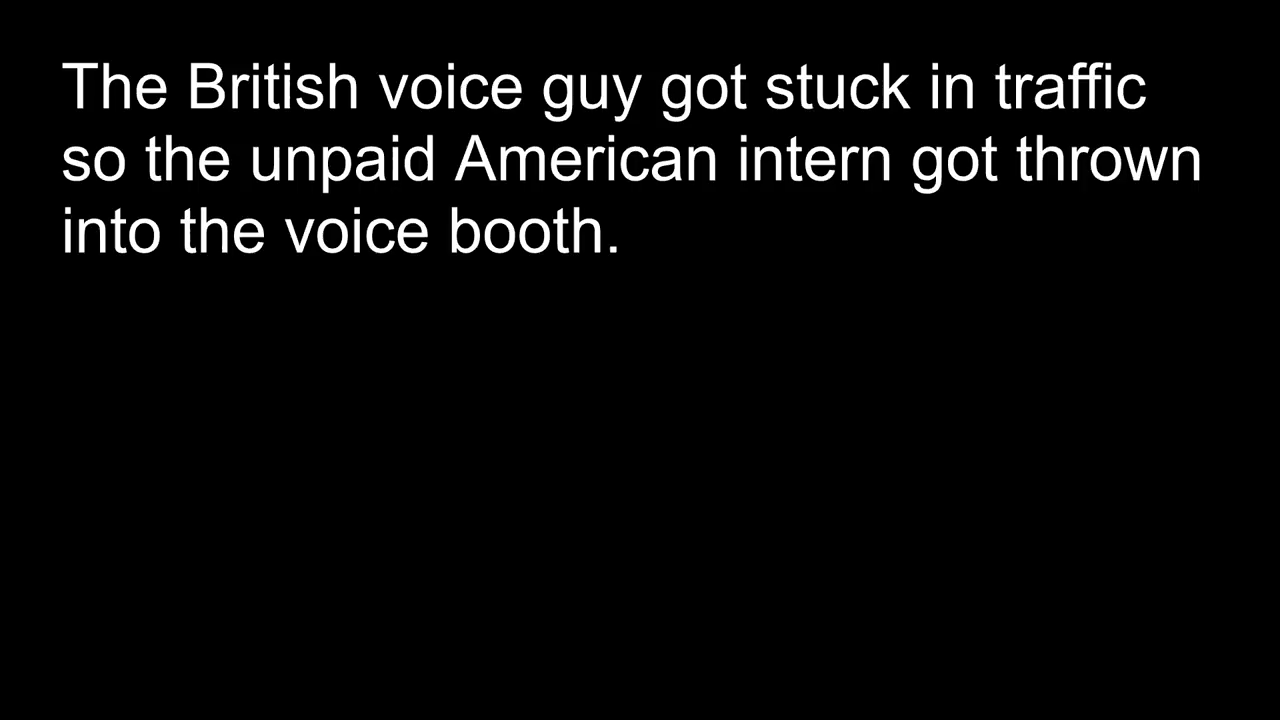 The British voice guy got stuck in traffic
so the unpaid American intern got thrown
into the voice booth.